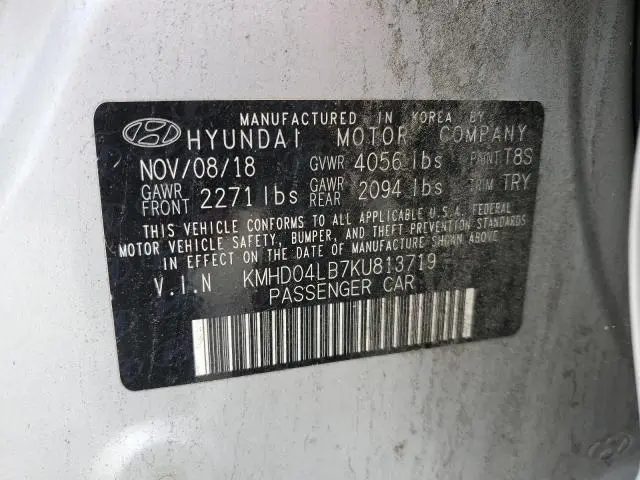 MANUFACTURED IN KOREA BY
HYUNDAI MOTOR COMPANY
NOV/08/18 GVWR 4056 lbs PAINT T8S
GAWR FRONT 2271 lbs GAWR REAR 2094 lbs TRIM TRY
THIS VEHICLE CONFORMS TO ALL APPLICABLE U.S.A. FEDERAL
MOTOR VEHICLE SAFETY, BUMPER, AND THEFT PREVENTION STANDARDS
IN EFFECT ON THE DATE OF MANUFACTURE SHOWN ABOVE.
V.I.N KMHD04LB7KU813719
PASSENGER CAR